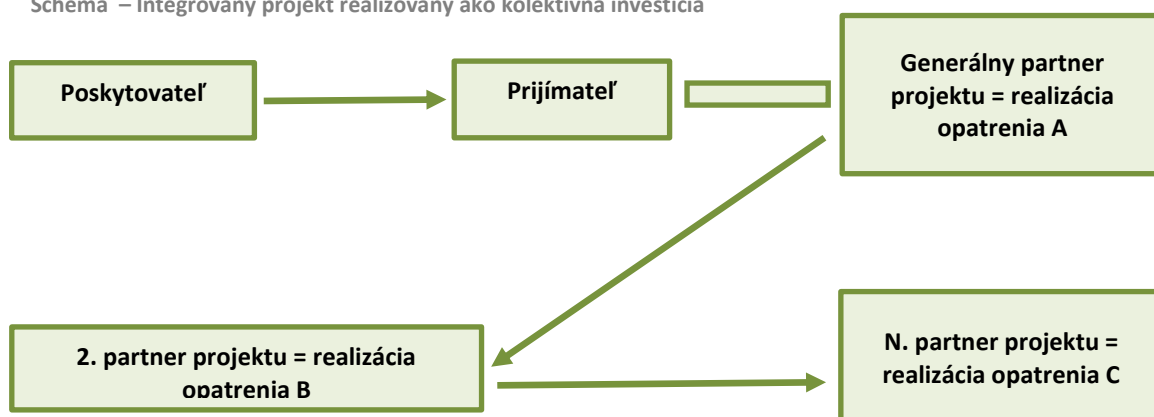 Schéma – Integrovaný projekt realizovaný ako kolektívna investícia
Poskytovateľ
Prijímateľ
Generálny partner
projektu = realizácia
opatrenia A
2. partner projektu = realizácia
opatrenia B
N. partner projektu =
realizácia opatrenia C